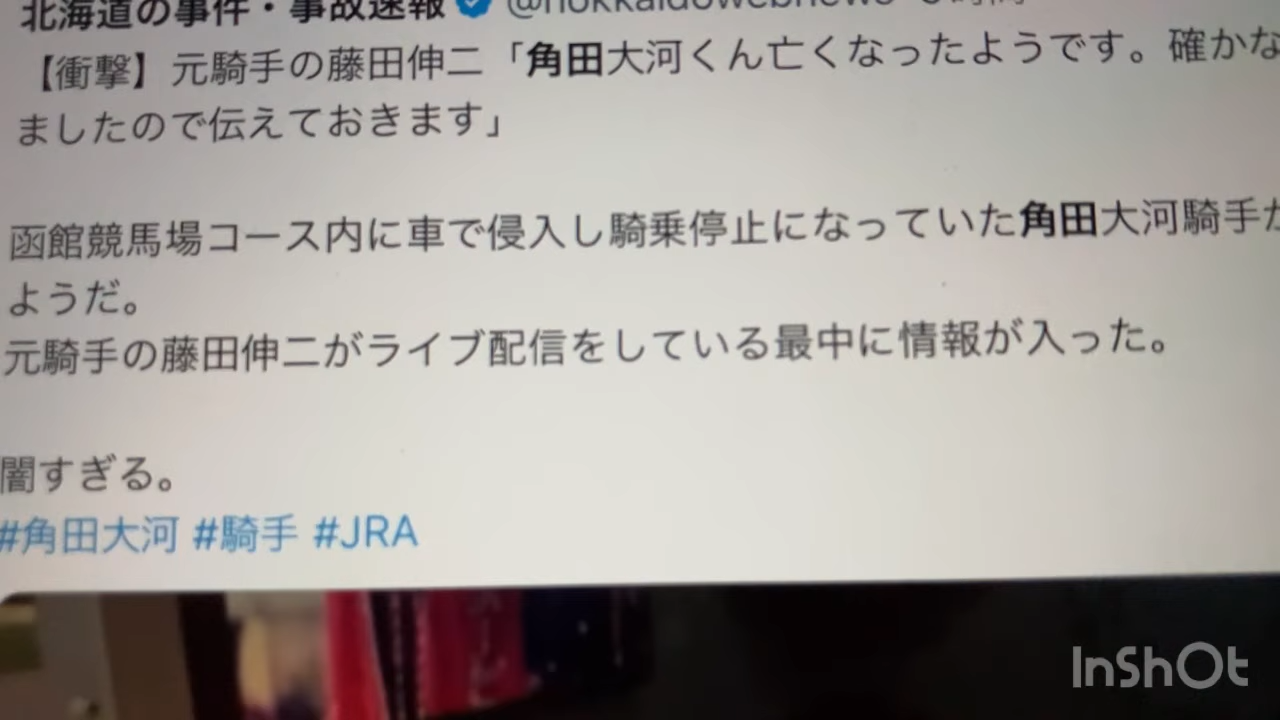 北海道の事件・事故速報 @hokkaidowebnews
【衝撃】元騎手の藤田伸二「角田大河くん亡くなったようです。確かな
ましたので伝えておきます」
函館競馬場コース内に車で侵入し騎乗停止になっていた角田大河騎手が
ようだ。
元騎手の藤田伸二がライブ配信をしている最中に情報が入った。
闇すぎる。
#角田大河 #騎手 #JRA
InShOt